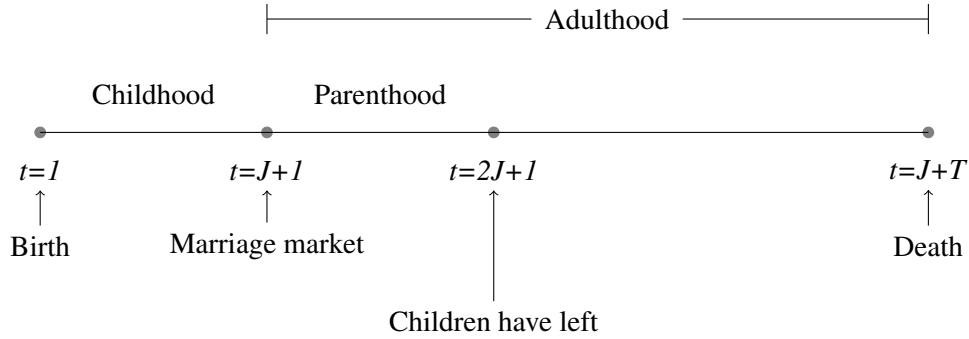 Adulthood
Childhood Parenthood
t=1 t=J+1 t=2J+1 t=J+T
Birth Marriage market Death
Children have left